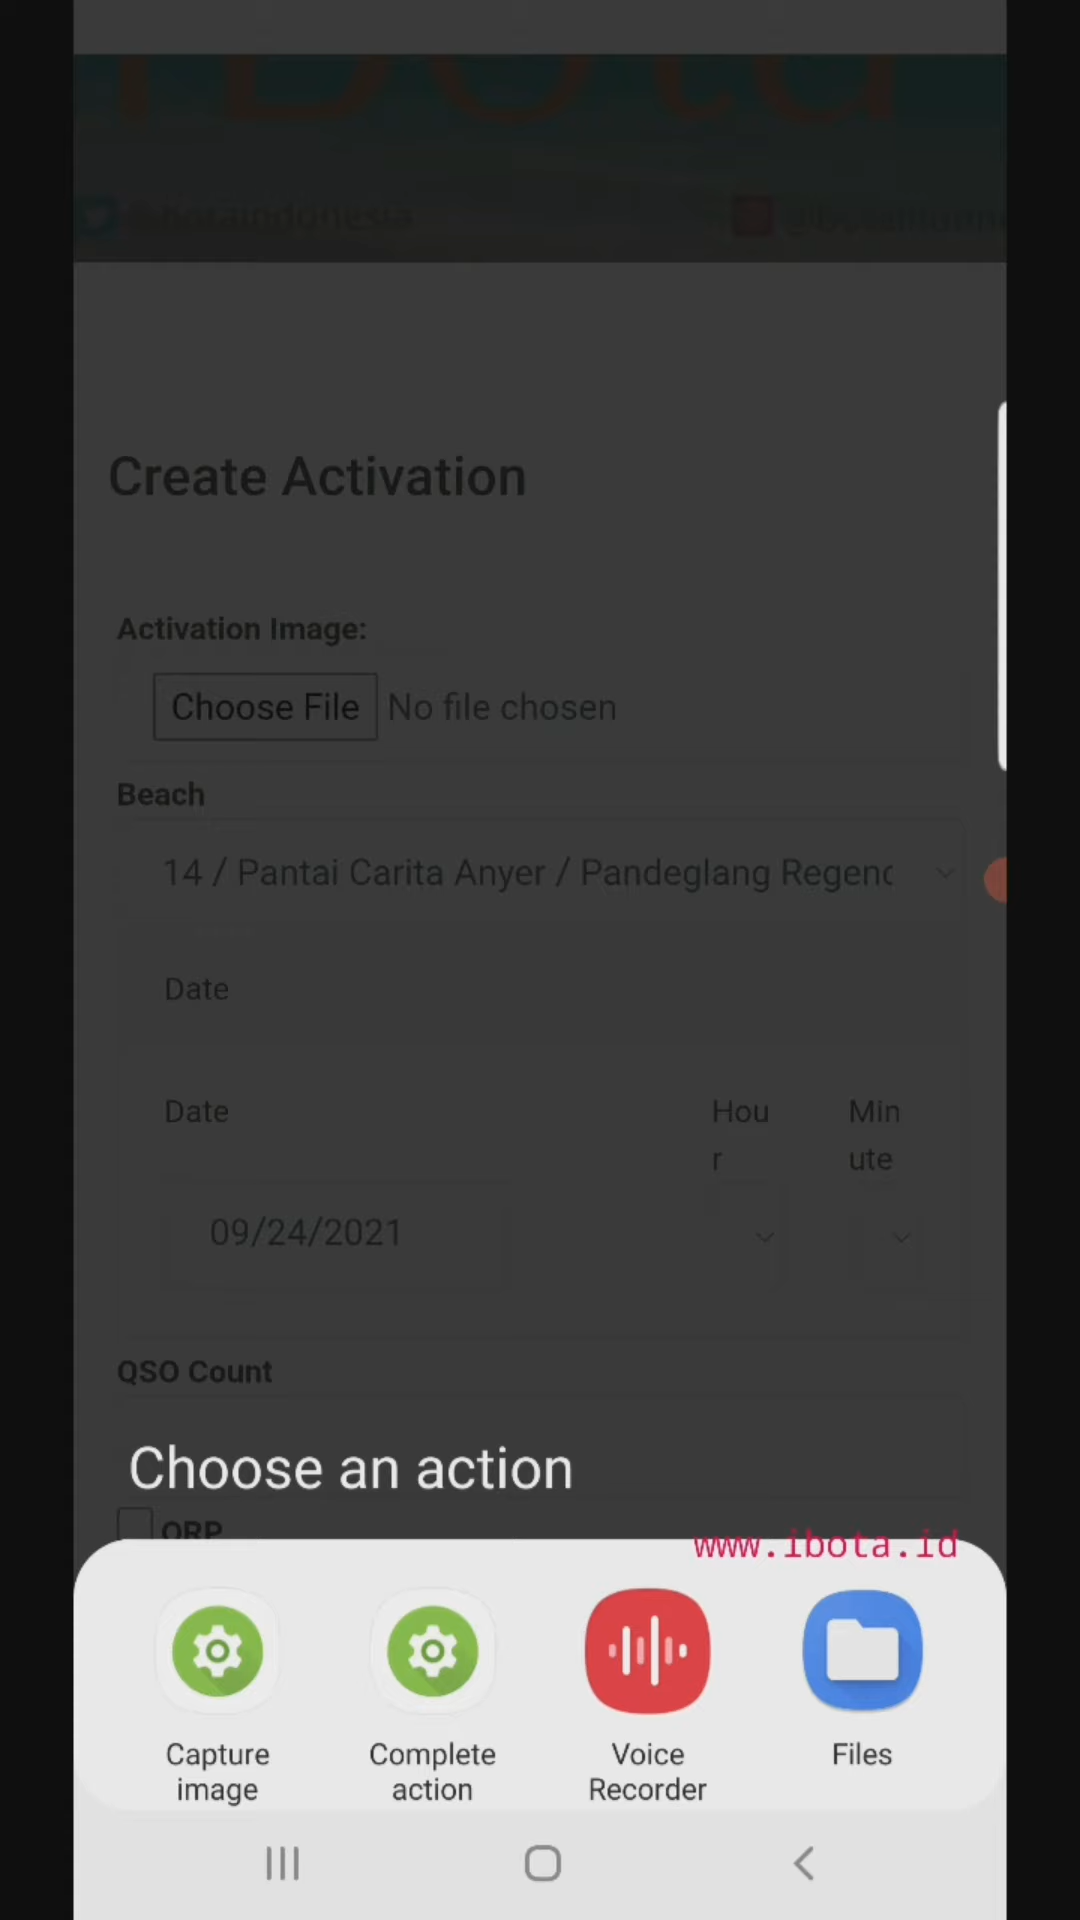 Create Activation
Activation Image:
Choose File No file chosen
Beach
14 / Pantai Carita Anyer / Pandeglang Regenc
Date
Date Hou Min
r ute
09/24/2021
QSO Count
Choose an action
ORP
www.ibota.id
Capture Complete Voice Files
image action Recorder